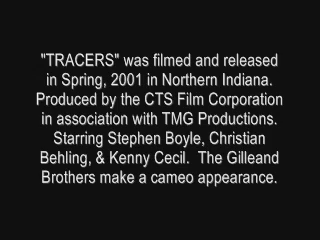 "TRACERS" was filmed and released
in Spring, 2001 in Northern Indiana.
Produced by the CTS Film Corporation
in association with TMG Productions.
Starring Stephen Boyle, Christian
Behling, & Kenny Cecil.  The Gilleand
Brothers make a cameo appearance.